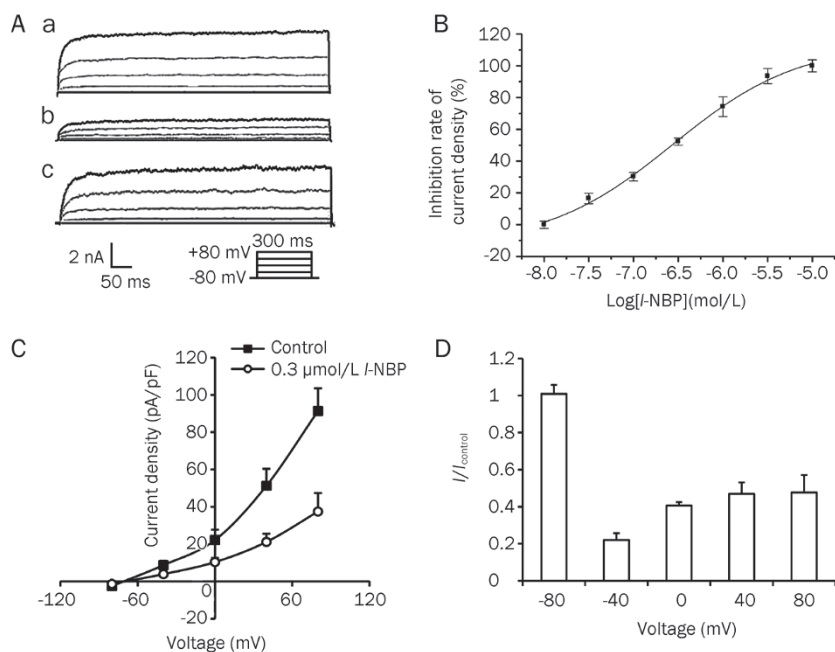 A
a
b
c
2 nA
50 ms
300 ms
+80 mV
-80 mV
B
Inhibition rate of
current density (%)
120
100
80
60
40
20
0
-20
-8.0 -7.5 -7.0 -6.5 -6.0 -5.5 -5.0
Log[l-NBP](mol/L)
C
Current density (pA/pF)
Control
0.3 μmol/L l-NBP
120
100
80
60
40
20
0
-20
-120 -60 60 120
Voltage (mV)
D
I/Icontrol
1.2
1
0.8
0.6
0.4
0.2
0
-80 -40 0 40 80
Voltage (mV)